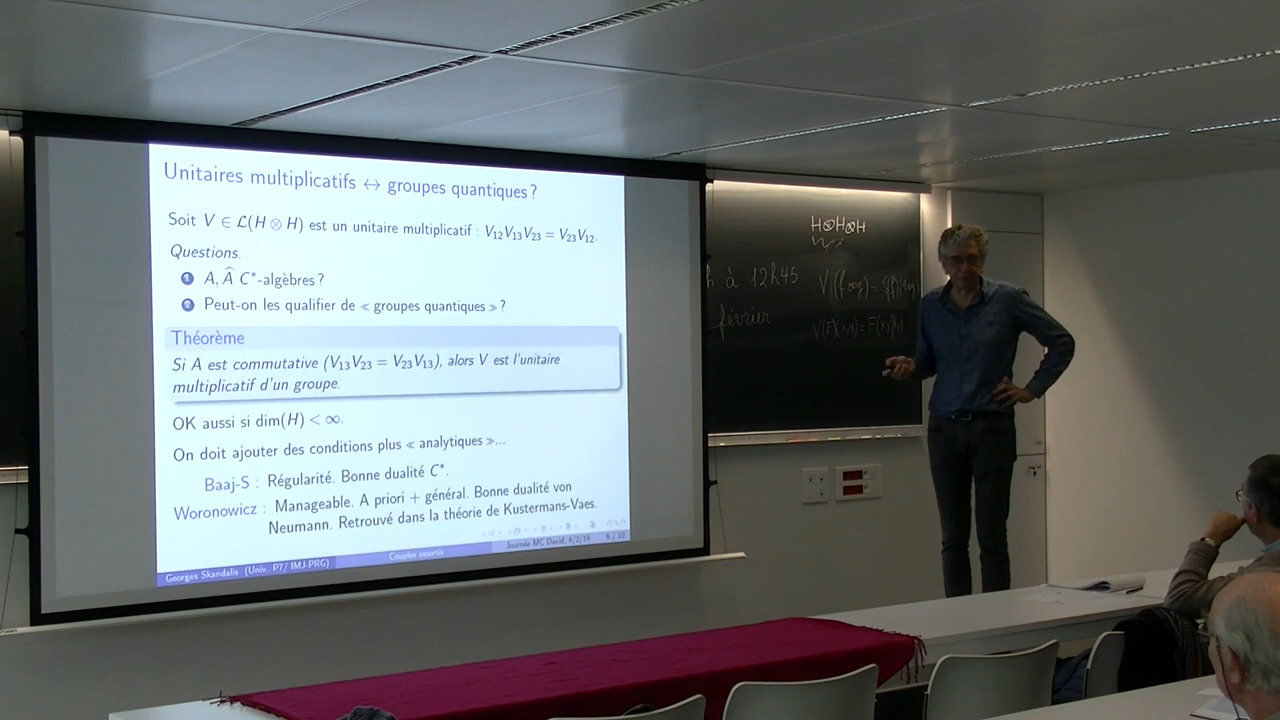 Unitaires multiplicatifs ↔ groupes quantiques ?
Soit V ∈ L(H ⊗ H) est un unitaire multiplicatif : V₁₂V₁₃V₂₃ = V₂₃V₁₂.
Questions.
1 A, Â C*-algèbres ?
2 Peut-on les qualifier de « groupes quantiques » ?
Théorème
Si A est commutative (V₁₃V₂₃ = V₂₃V₁₃), alors V est l'unitaire
multiplicatif d'un groupe.
OK aussi si dim(H) < ∞.
On doit ajouter des conditions plus « analytiques »...
Baaj-S : Régularité. Bonne dualité C*.
Woronowicz : Manageable. A priori + général. Bonne dualité von
Neumann. Retrouvé dans la théorie de Kustermans-Vaes.
Georges Skandalis (Univ. P7/ IMJ-PRG)
Couples assortis
Journée MC David, 4/2/19
6 / 10
H⊗H⊗H
h à 12h45
février